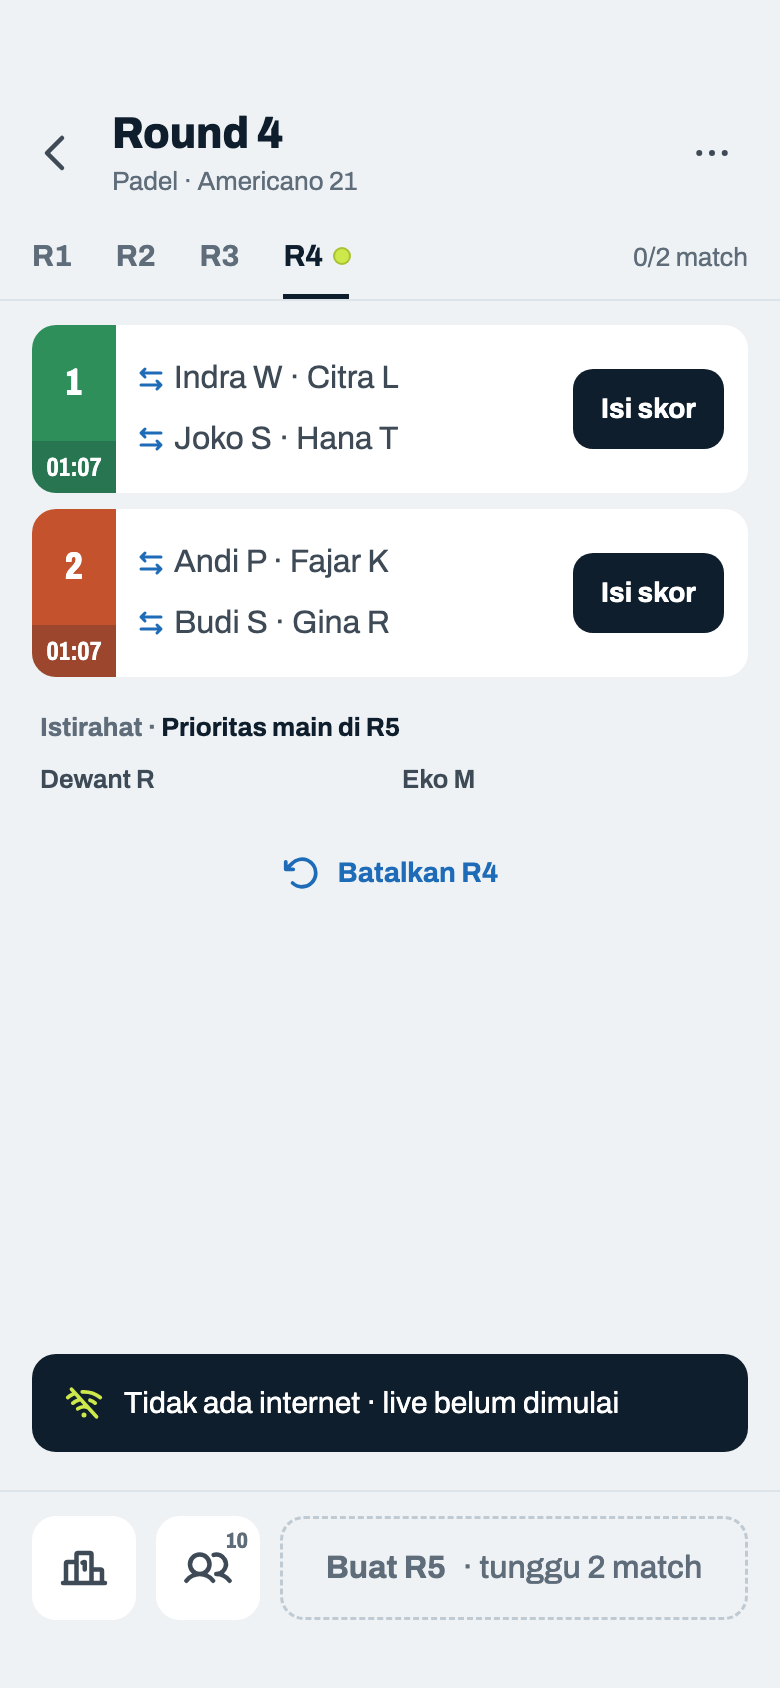 Round 4
Padel · Americano 21
R1 R2 R3 R4 0/2 match
1
01:07
Indra W · Citra L
Joko S · Hana T
Isi skor
2
01:07
Andi P · Fajar K
Budi S · Gina R
Isi skor
Istirahat · Prioritas main di R5
Dewant R Eko M
Batalkan R4
Tidak ada internet · live belum dimulai
1
10
Buat R5 · tunggu 2 match